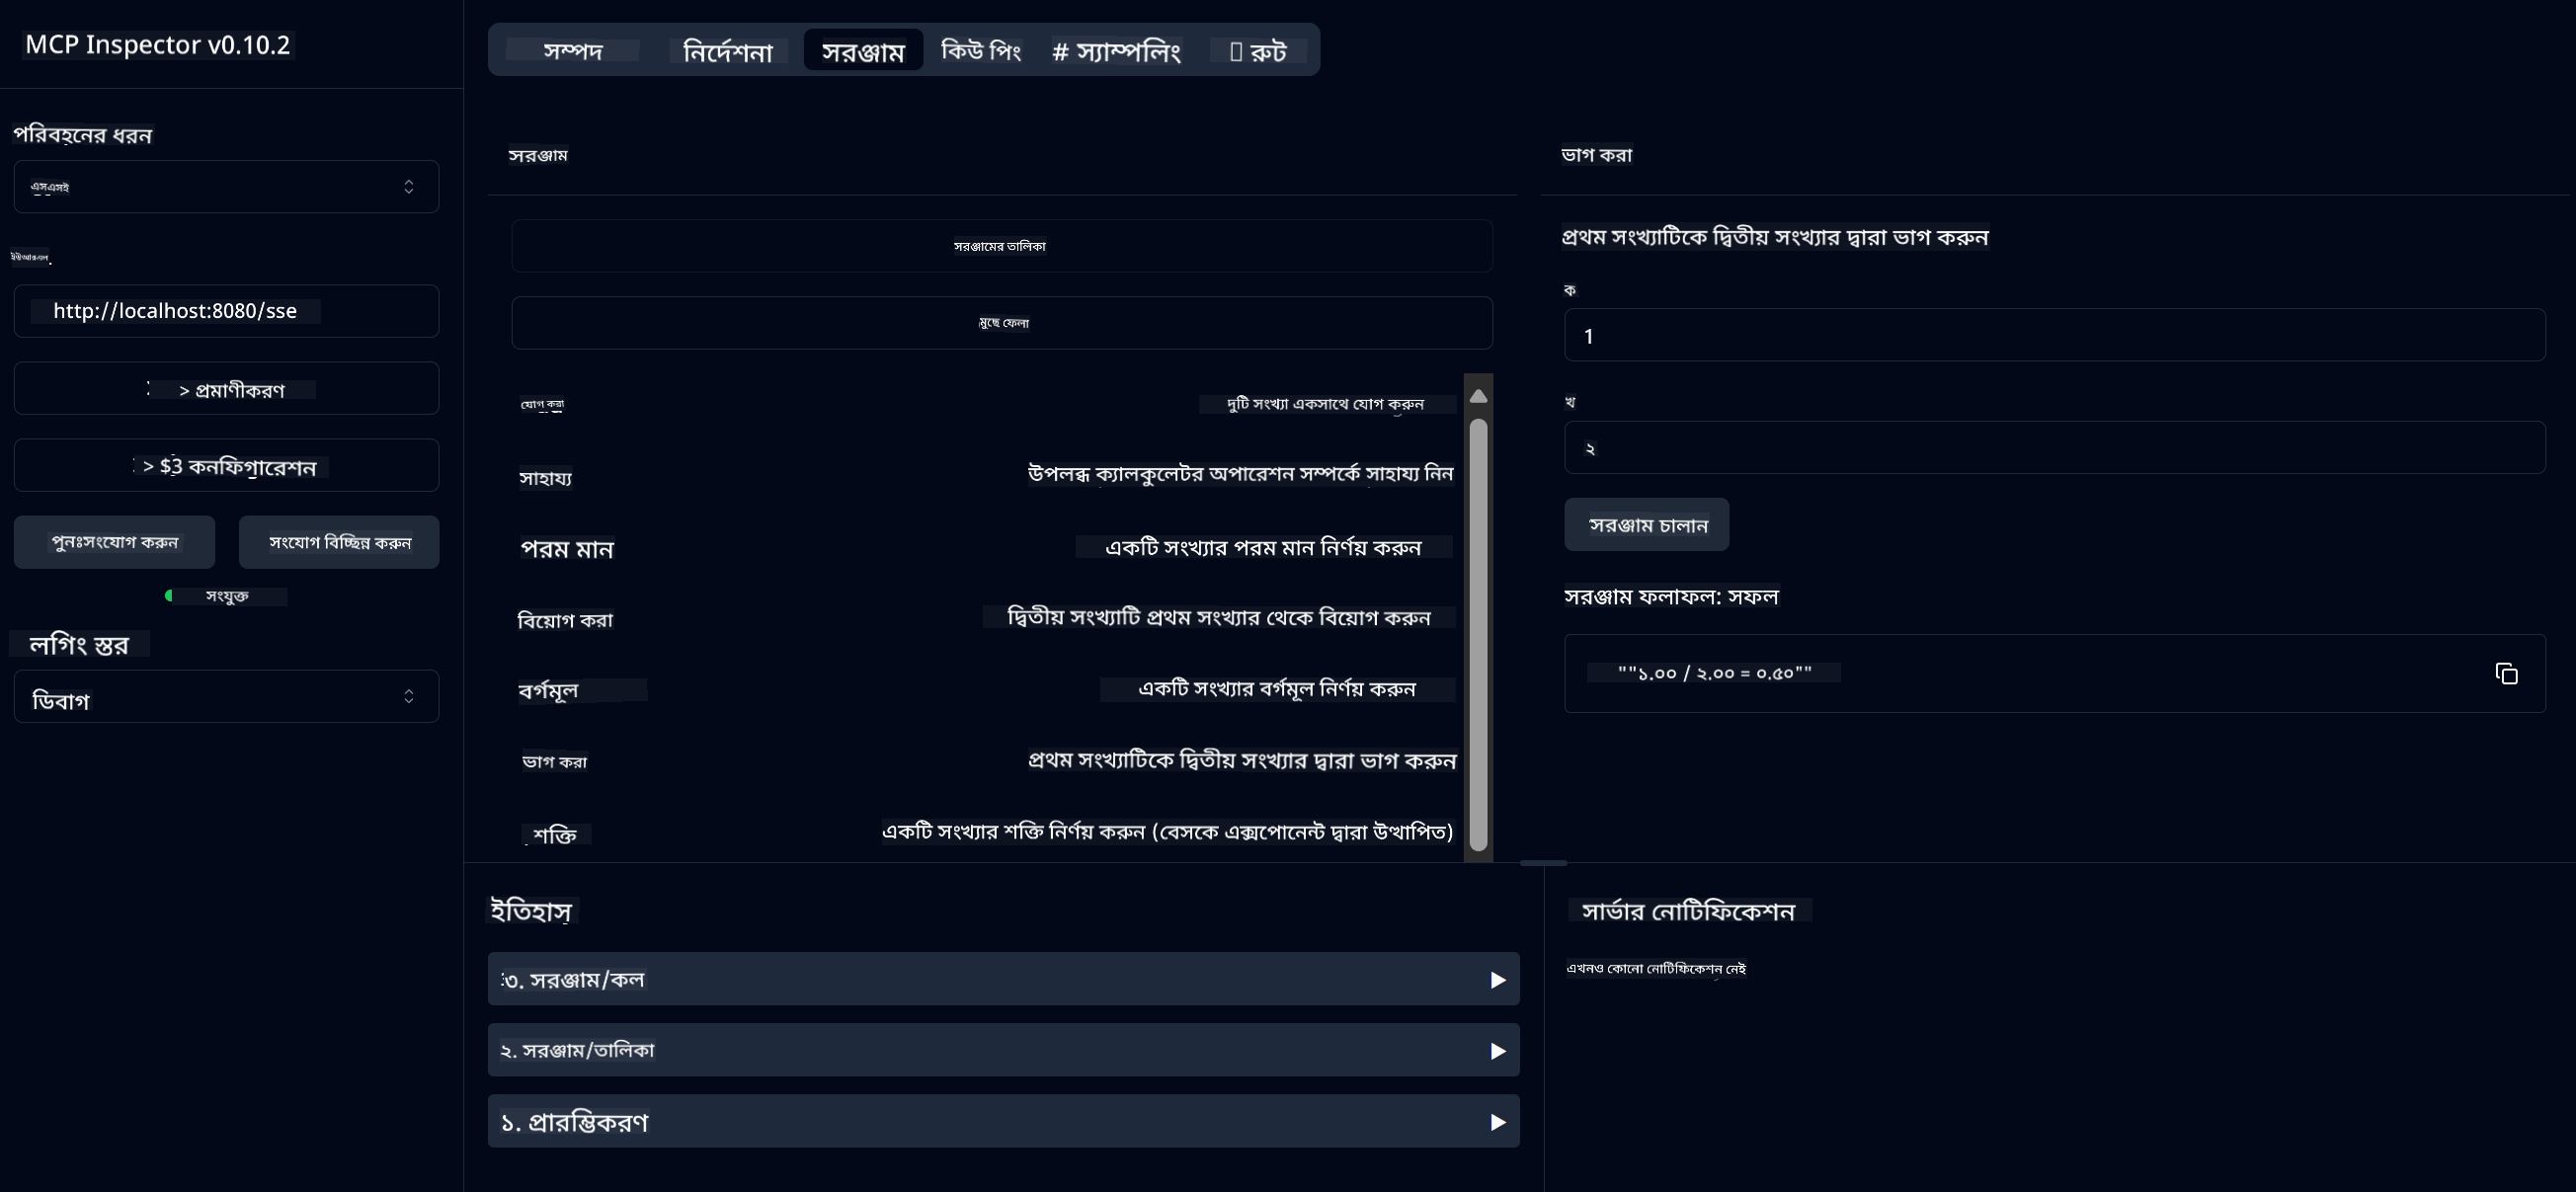 MCP Inspector v0.10.2
পরিবহনের ধরন
এসএসই
ইউআরএল
http://localhost:8080/sse
> প্রমাণীকরণ
> $3 কনফিগারেশন
পুনঃসংযোগ করুন
সংযোগ বিচ্ছিন্ন করুন
সংযুক্ত
লগিং স্তর
ডিবাগ
সম্পদ
নির্দেশনা
সরঞ্জাম
কিউ পিং
# স্যাম্পলিং
রুট
সরঞ্জাম
সরঞ্জামের তালিকা
মুছে ফেলা
যোগ করা
দুটি সংখ্যা একসাথে যোগ করুন
সাহায্য
উপলব্ধ ক্যালকুলেটর অপারেশন সম্পর্কে সাহায্য নিন
পরম মান
একটি সংখ্যার পরম মান নির্ণয় করুন
বিয়োগ করা
দ্বিতীয় সংখ্যাটি প্রথম সংখ্যার থেকে বিয়োগ করুন
বর্গমূল
একটি সংখ্যার বর্গমূল নির্ণয় করুন
ভাগ করা
প্রথম সংখ্যাটিকে দ্বিতীয় সংখ্যার দ্বারা ভাগ করুন
শক্তি
একটি সংখ্যার শক্তি নির্ণয় করুন (বেসকে এক্সপোনেন্ট দ্বারা উত্থাপিত)
ভাগ করা
প্রথম সংখ্যাটিকে দ্বিতীয় সংখ্যার দ্বারা ভাগ করুন
ক
1
খ
২
সরঞ্জাম চালান
সরঞ্জাম ফলাফল: সফল
""১.০০ / ২.০০ = ০.৫০""
ইতিহাস
৩. সরঞ্জাম/কল
২. সরঞ্জাম/তালিকা
১. প্রারম্ভিকরণ
সার্ভার নোটিফিকেশন
এখনও কোনো নোটিফিকেশন নেই